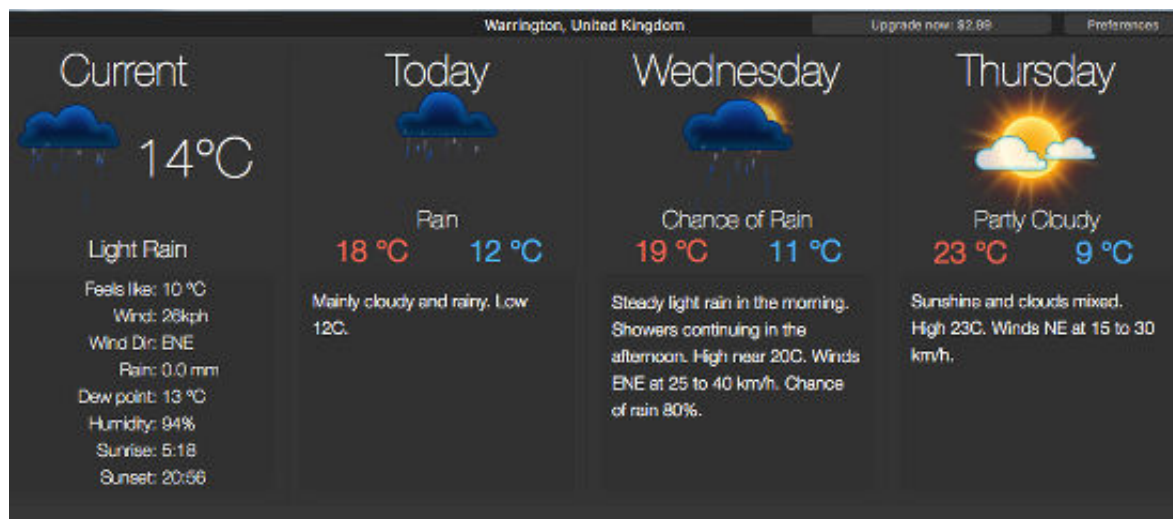 Warrington, United Kingdom
Upgrade now: $2.99
Preferences
Current
14°C
Light Rain
Feels like: 10 °C
Wind: 26kph
Wind Dir: ENE
Rain: 0.0 mm
Dew point: 13 °C
Humidity: 94%
Sunrise: 5:18
Sunset: 20:56
Today
Rain
18 °C 12 °C
Mainly cloudy and rainy. Low
12C.
Wednesday
Chance of Rain
19 °C 11 °C
Steady light rain in the morning.
Showers continuing in the
afternoon. High near 20C. Winds
ENE at 25 to 40 km/h. Chance
of rain 80%.
Thursday
Partly Cloudy
23 °C 9 °C
Sunshine and clouds mixed.
High 23C. Winds NE at 15 to 30
km/h.